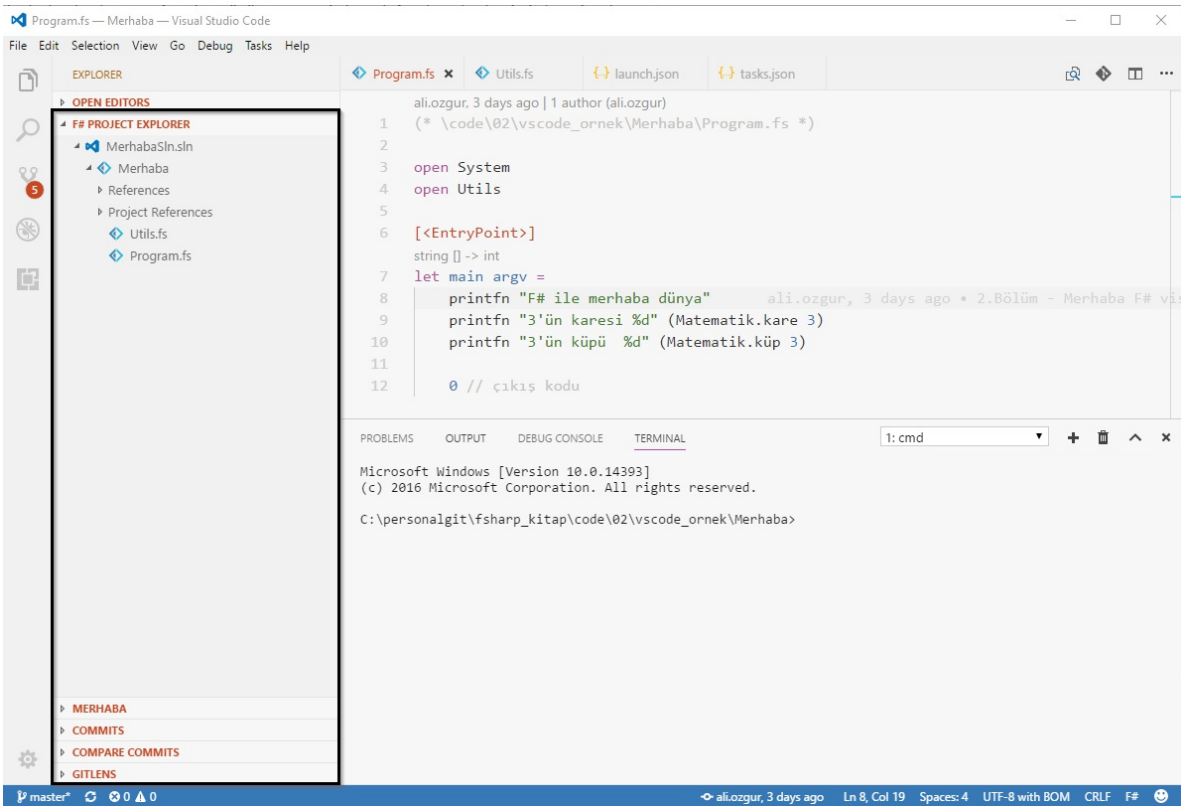 Program.fs — Merhaba — Visual Studio Code
File Edit Selection View Go Debug Tasks Help
EXPLORER
OPEN EDITORS
F# PROJECT EXPLORER
MerhabaSln.sln
Merhaba
References
Project References
Utils.fs
Program.fs
MERHABA
COMMITS
COMPARE COMMITS
GITLENS
5
Program.fs Utils.fs {..} launch.json {..} tasks.json
ali.ozgur, 3 days ago | 1 author (ali.ozgur)
1 (* \code\02\vscode_ornek\Merhaba\Program.fs *)
2
3 open System
4 open Utils
5
6 [<EntryPoint>]
string [] -> int
7 let main argv =
8 printfn "F# ile merhaba dünya" ali.ozgur, 3 days ago • 2.Bölüm - Merhaba F# vis
9 printfn "3'ün karesi %d" (Matematik.kare 3)
10 printfn "3'ün küpü  %d" (Matematik.küp 3)
11
12 0 // çıkış kodu
PROBLEMS OUTPUT DEBUG CONSOLE TERMINAL 1: cmd
Microsoft Windows [Version 10.0.14393]
(c) 2016 Microsoft Corporation. All rights reserved.
C:\personalgit\fsharp_kitap\code\02\vscode_ornek\Merhaba>
master* 0 0 ali.ozgur, 3 days ago Ln 8, Col 19 Spaces: 4 UTF-8 with BOM CRLF F#